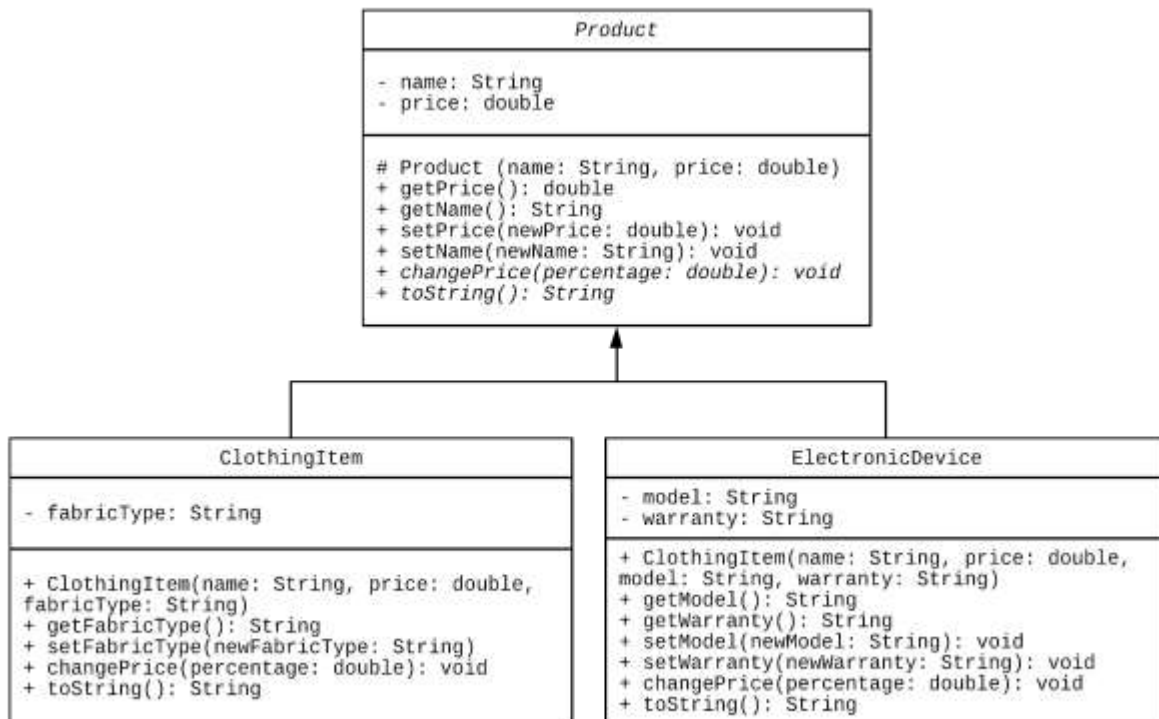 Product
- name: String
- price: double
# Product (name: String, price: double)
+ getPrice(): double
+ getName(): String
+ setPrice(newPrice: double): void
+ setName(newName: String): void
+ changePrice(percentage: double): void
+ toString(): String
ClothingItem
- fabricType: String
+ ClothingItem(name: String, price: double,
fabricType: String)
+ getFabricType(): String
+ setFabricType(newFabricType: String)
+ changePrice(percentage: double): void
+ toString(): String
ElectronicDevice
- model: String
- warranty: String
+ ClothingItem(name: String, price: double,
model: String, warranty: String)
+ getModel(): String
+ getWarranty(): String
+ setModel(newModel: String): void
+ setWarranty(newWarranty: String): void
+ changePrice(percentage: double): void
+ toString(): String